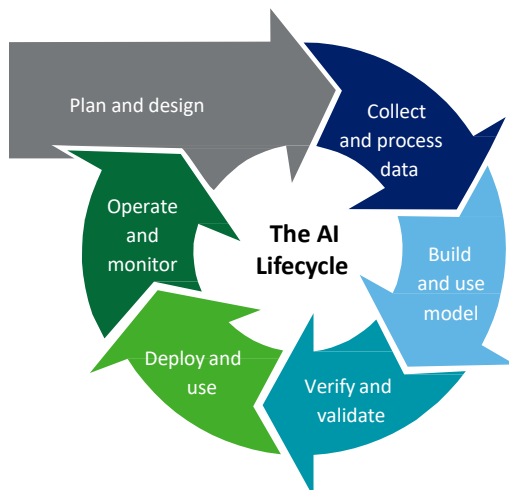 Plan and design
Collect
and process
data
Build
and use
model
Verify and
validate
Deploy and
use
Operate
and
monitor
The AI
Lifecycle